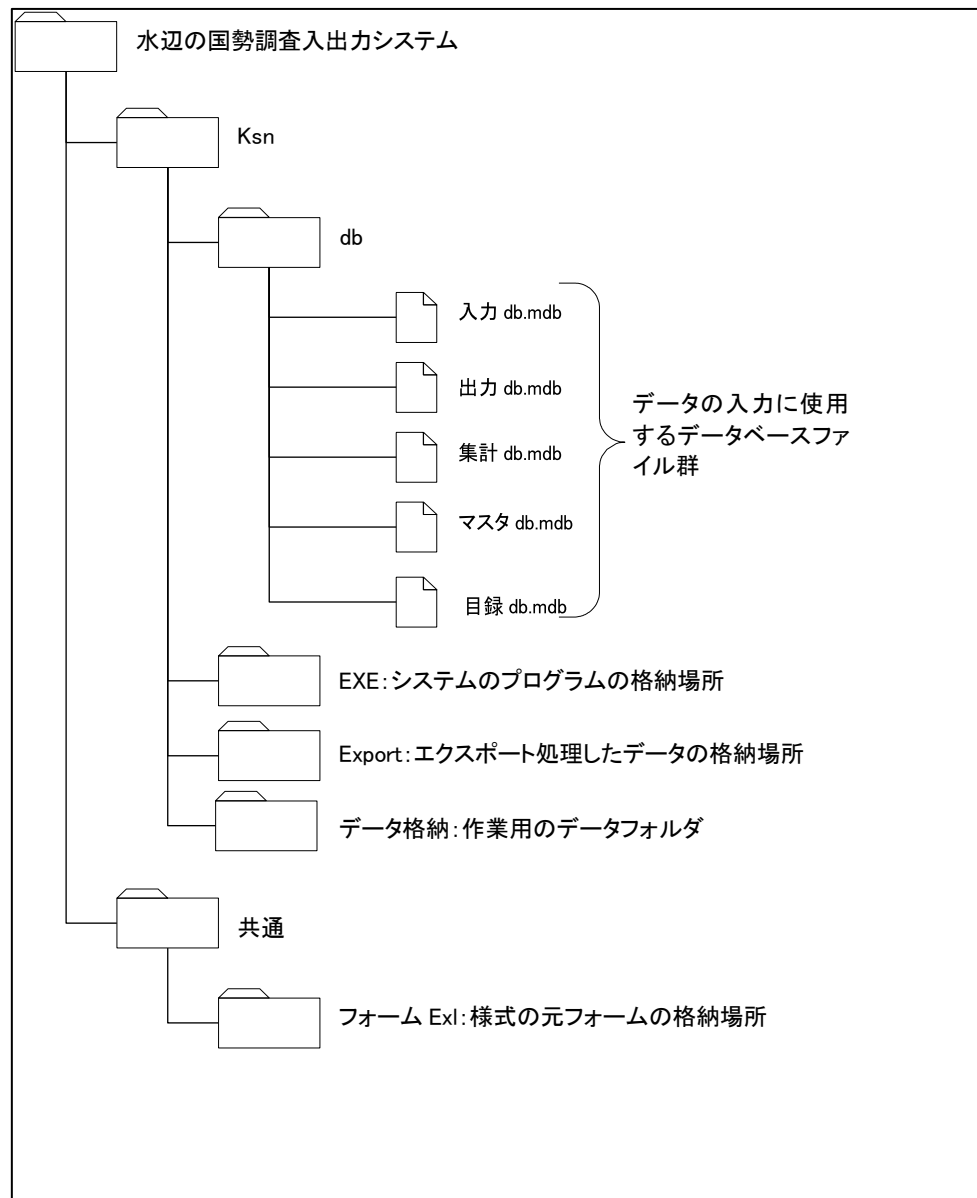 水辺の国勢調査入出力システム
Ksn
db
入力 db.mdb
出力 db.mdb
集計 db.mdb
マスタ db.mdb
目録 db.mdb
データの入力に使用
するデータベースファ
イル群
EXE：システムのプログラムの格納場所
Export：エクスポート処理したデータの格納場所
データ格納：作業用のデータフォルダ
共通
フォーム Exl：様式の元フォームの格納場所